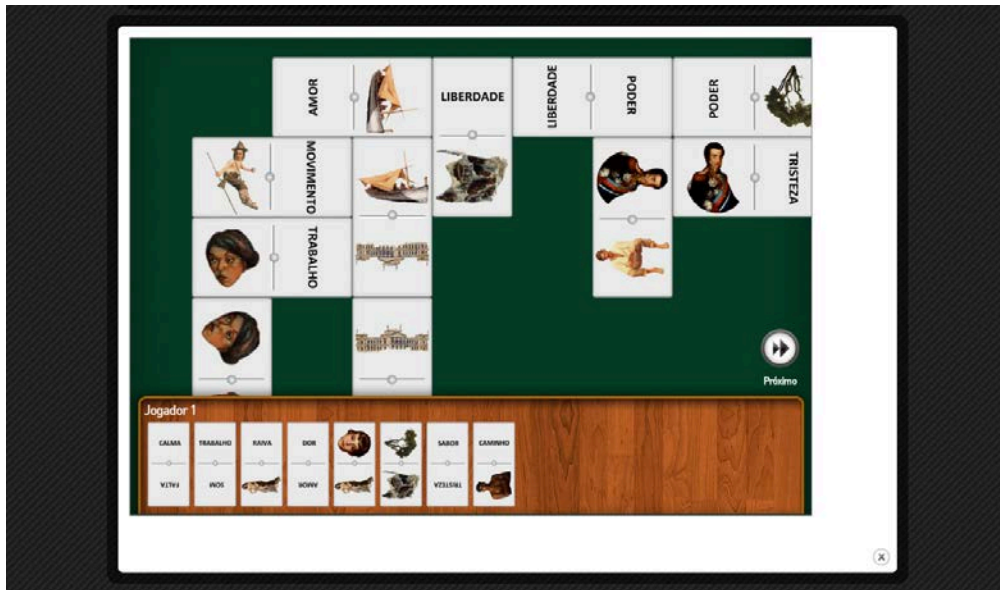 AMOR
LIBERDADE
LIBERDADE
PODER
PODER
MOVIMENTO
TRISTEZA
TRABALHO
Próximo
Jogador 1
CALMA
TRABALHO
RAIVA
DOR
SABOR
CAMINHO
FALTA
SOM
AMOR
TRISTEZA
X